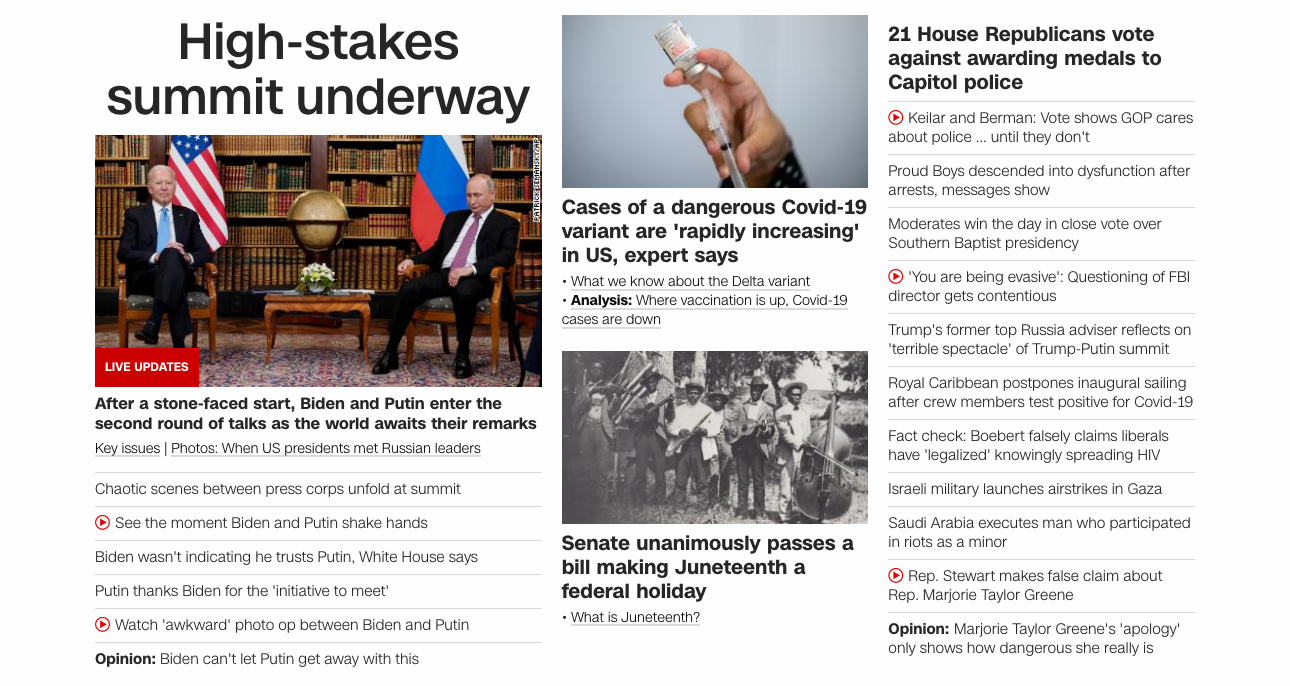 High-stakes
summit underway
PATRICK SEMANSKY/AP
LIVE UPDATES
After a stone-faced start, Biden and Putin enter the
second round of talks as the world awaits their remarks
Key issues | Photos: When US presidents met Russian leaders
Chaotic scenes between press corps unfold at summit
See the moment Biden and Putin shake hands
Biden wasn't indicating he trusts Putin, White House says
Putin thanks Biden for the 'initiative to meet'
Watch 'awkward' photo op between Biden and Putin
Opinion: Biden can't let Putin get away with this
Cases of a dangerous Covid-19
variant are 'rapidly increasing'
in US, expert says
• What we know about the Delta variant
• Analysis: Where vaccination is up, Covid-19
cases are down
Senate unanimously passes a
bill making Juneteenth a
federal holiday
• What is Juneteenth?
21 House Republicans vote
against awarding medals to
Capitol police
Keilar and Berman: Vote shows GOP cares
about police ... until they don't
Proud Boys descended into dysfunction after
arrests, messages show
Moderates win the day in close vote over
Southern Baptist presidency
'You are being evasive': Questioning of FBI
director gets contentious
Trump's former top Russia adviser reflects on
'terrible spectacle' of Trump-Putin summit
Royal Caribbean postpones inaugural sailing
after crew members test positive for Covid-19
Fact check: Boebert falsely claims liberals
have 'legalized' knowingly spreading HIV
Israeli military launches airstrikes in Gaza
Saudi Arabia executes man who participated
in riots as a minor
Rep. Stewart makes false claim about
Rep. Marjorie Taylor Greene
Opinion: Marjorie Taylor Greene's 'apology'
only shows how dangerous she really is